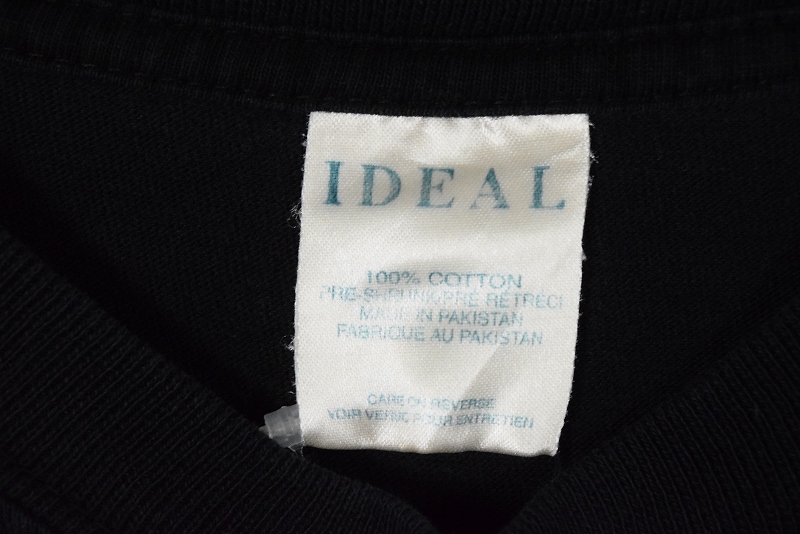 IDEAL
100% COTTON
PRE-SHRUNK/PRÉ RÉTRÉCI
MADE IN PAKISTAN
FABRIQUE AU PAKISTAN
CARE ON REVERSE
VOIR VERSO POUR ENTRETIEN